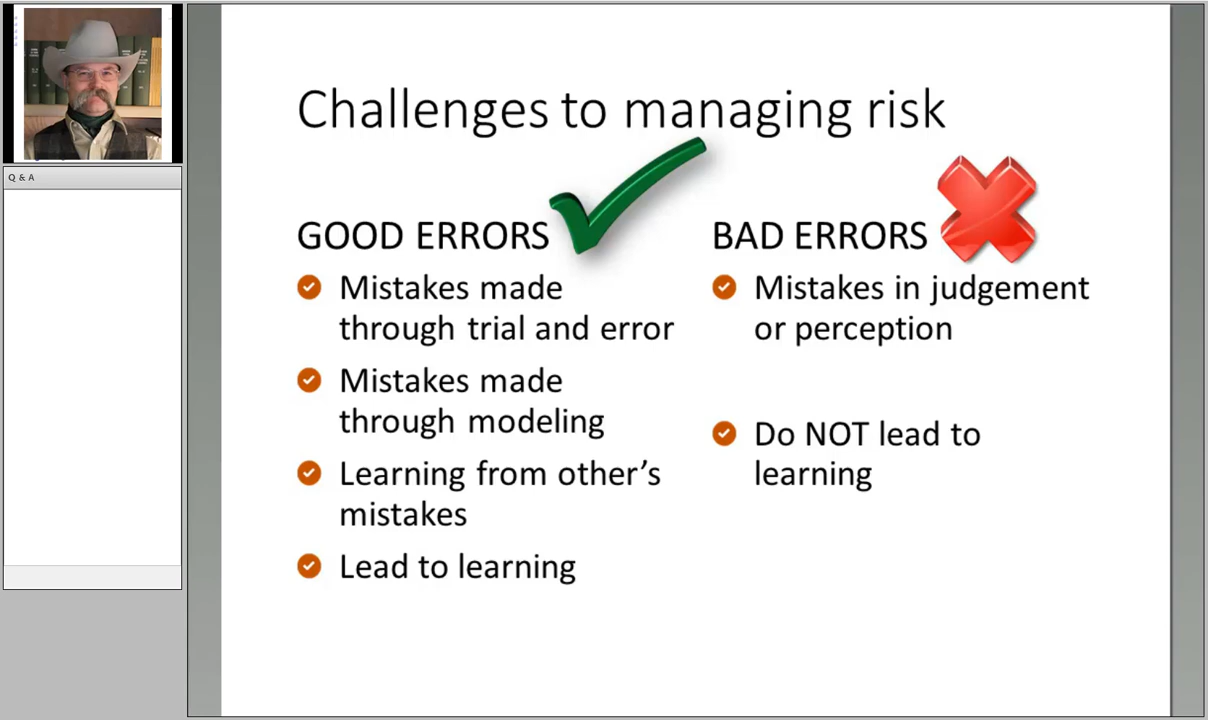 Q & A
Challenges to managing risk
GOOD ERRORS
Mistakes made
through trial and error
Mistakes made
through modeling
Learning from other’s
mistakes
Lead to learning
BAD ERRORS
Mistakes in judgement
or perception
Do NOT lead to
learning